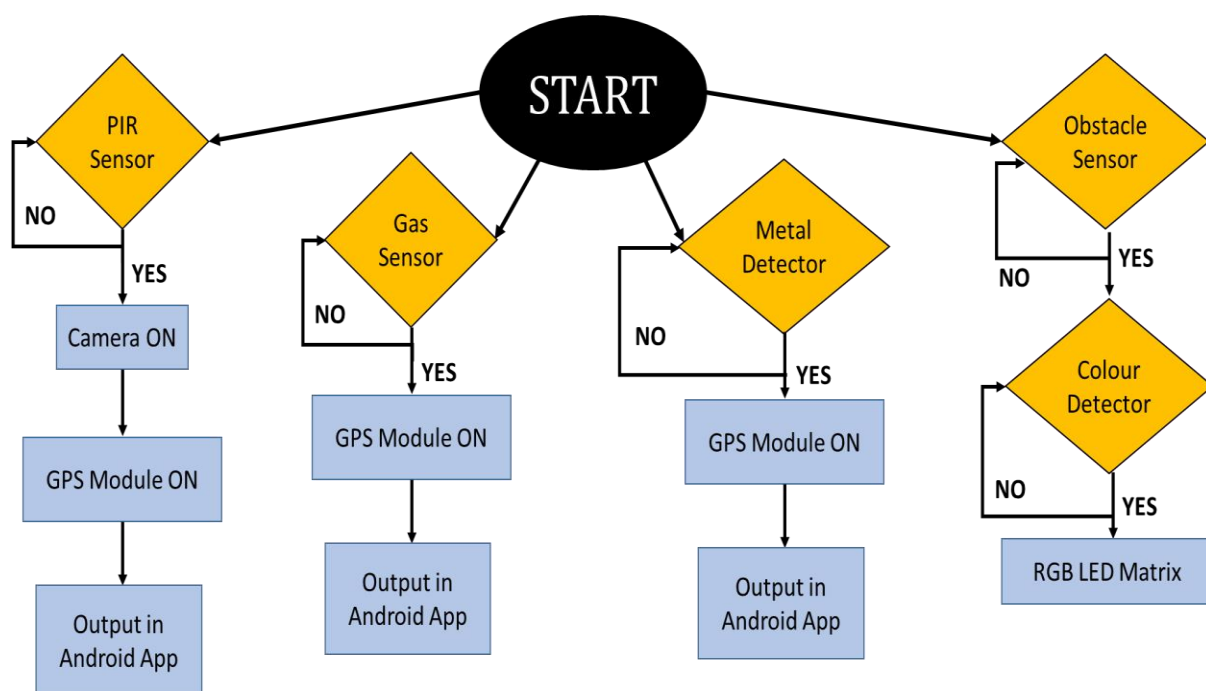 START
PIR
Sensor
NO
YES
Camera ON
GPS Module ON
Output in
Android App
Gas
Sensor
NO
YES
GPS Module ON
Output in
Android App
Metal
Detector
NO
YES
GPS Module ON
Output in
Android App
Obstacle
Sensor
NO
YES
Colour
Detector
NO
YES
RGB LED Matrix